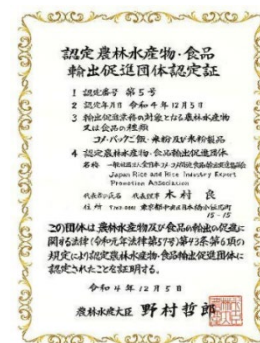 認定農林水産物・食品
輸出促進団体認定証
1 認定番号 第5号
2 認定年月日 令和4年12月5日
3 輸出促進業務の対象となる農林水産物
又は食品の種類
コメ・パックご飯・米粉及び米粉製品
4 認定農林水産物・食品輸出促進団体
名称 一般社団法人全日本コメ・コメ関連食品輸出促進協議会
Japan Rice and Rice Industry Export
Promotion Association
代表者の氏名 代表理事 木村 良
住所 東京都中央区日本橋小伝馬町
15-15
この団体は、農林水産物及び食品の輸出の促進に
関する法律(令和元年法律第57号)第43条第6項の
規定により認定農林水産物・食品輸出促進団体に
認定されたことを証明する。
令和4年12月5日
農林水産大臣 野村哲郎